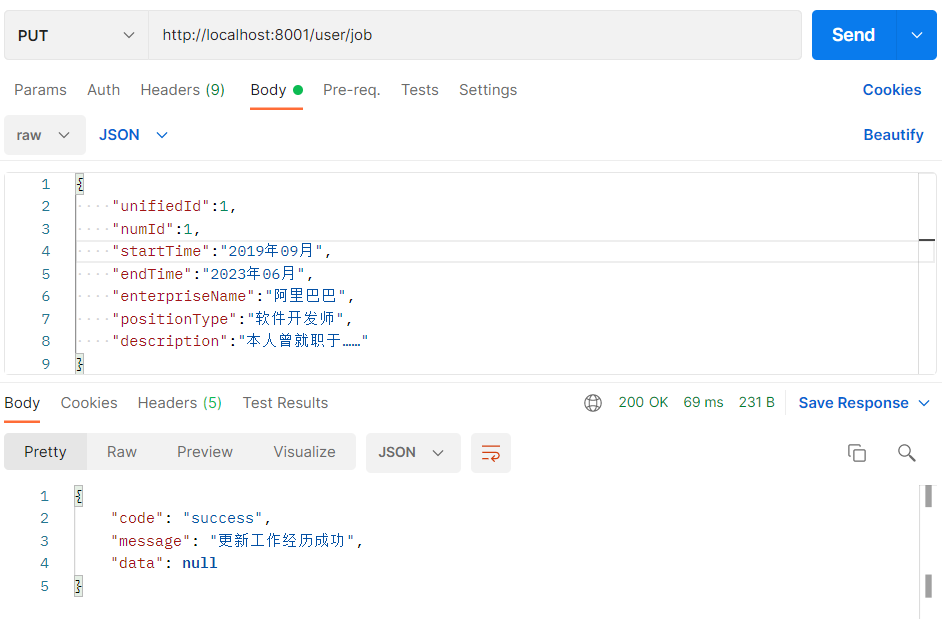 PUT http://localhost:8001/user/job Send
Params Auth Headers (9) Body Pre-req. Tests Settings Cookies
raw JSON Beautify
1 {
2 "unifiedId":1,
3 "numId":1,
4 "startTime":"2019年09月",
5 "endTime":"2023年06月",
6 "enterpriseName":"阿里巴巴",
7 "positionType":"软件开发师",
8 "description":"本人曾就职于……"
9 }
Body Cookies Headers (5) Test Results 200 OK 69 ms 231 B Save Response
Pretty Raw Preview Visualize JSON
1 {
2 "code": "success",
3 "message": "更新工作经历成功",
4 "data": null
5 }